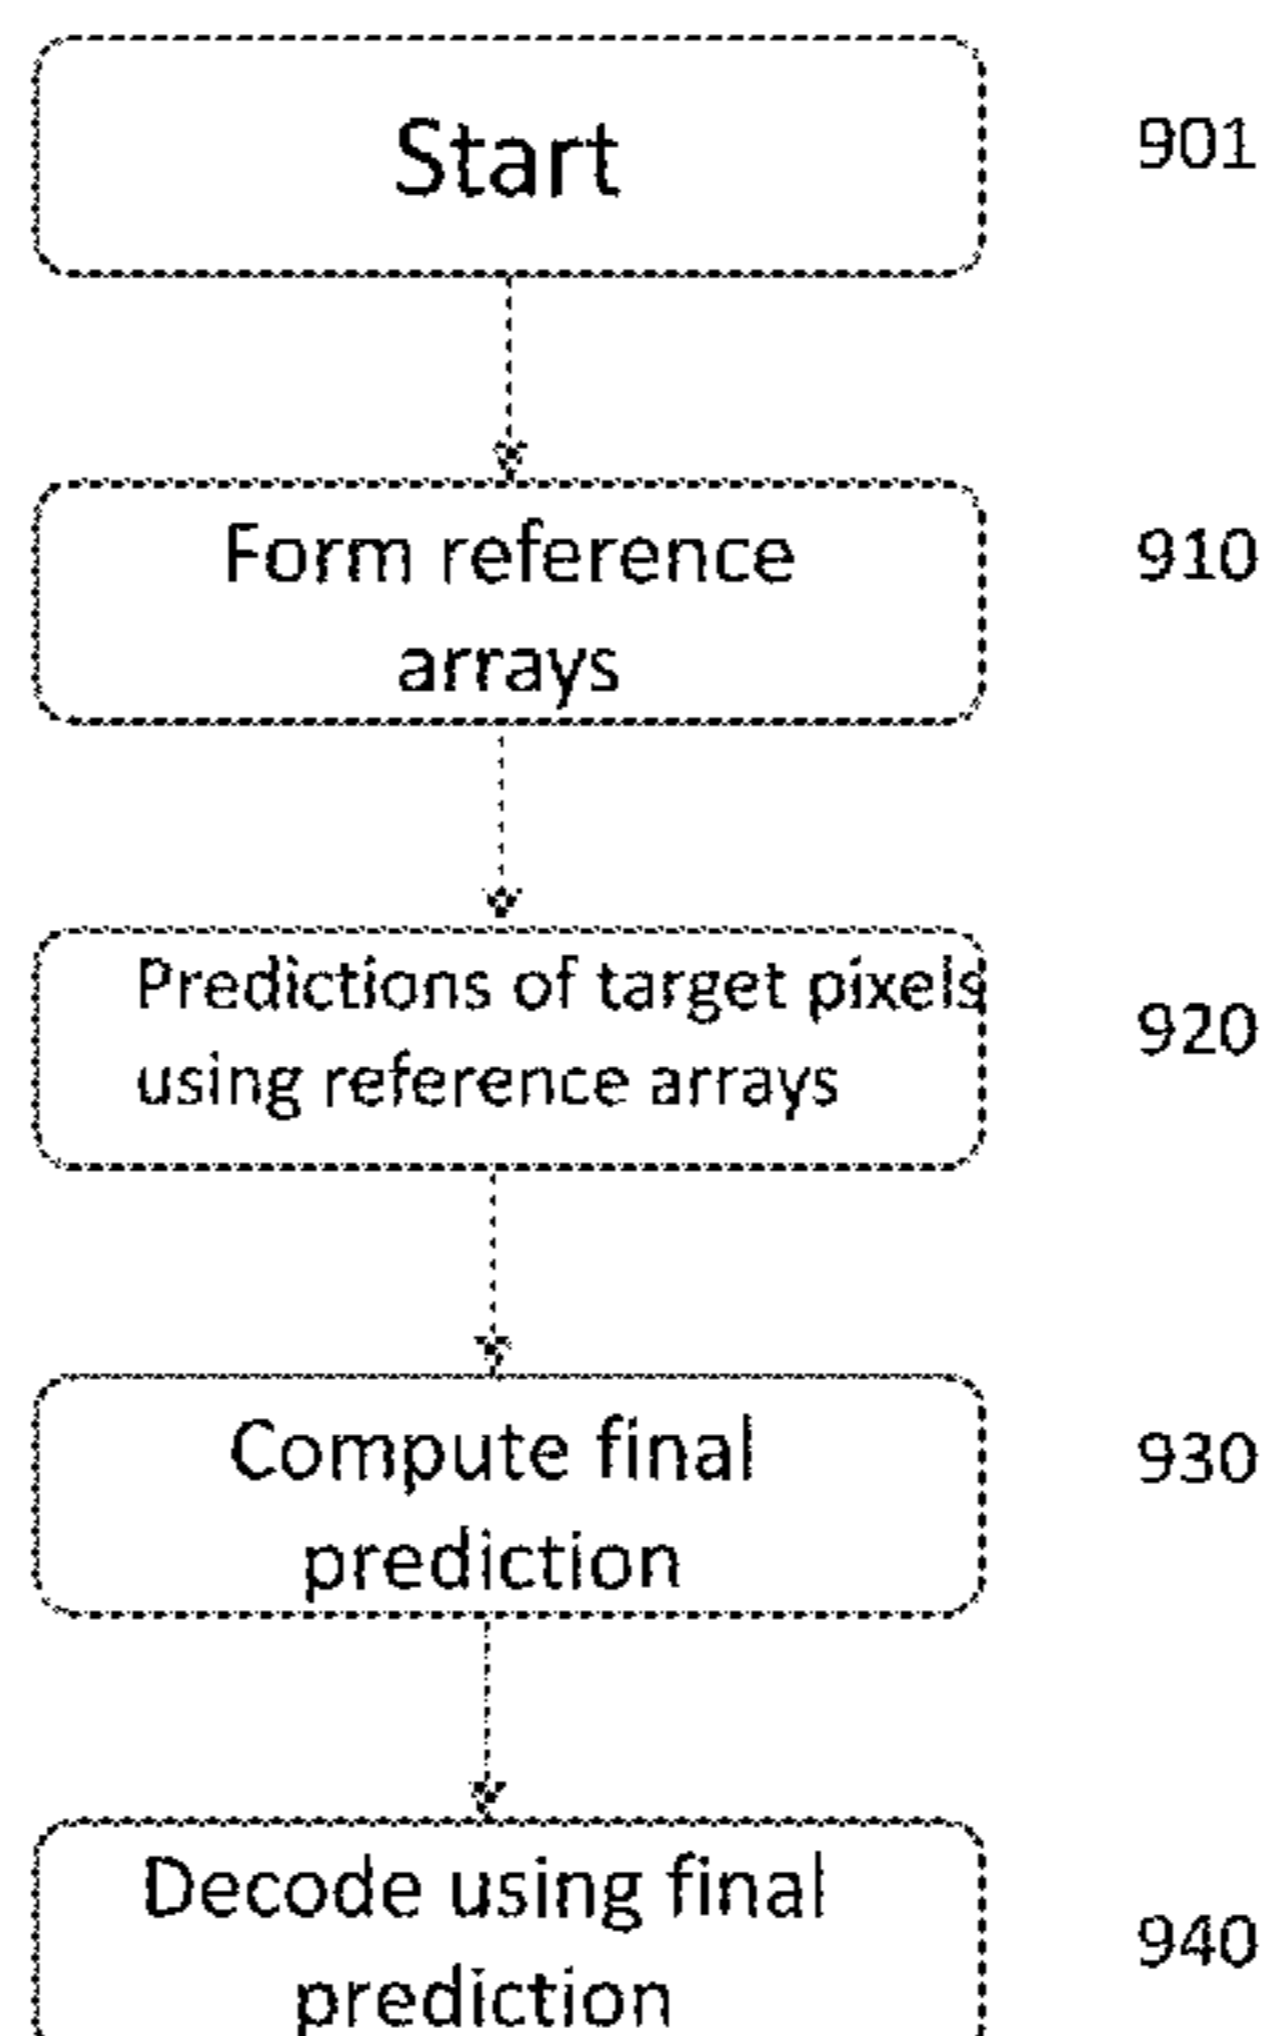 Start
901
Form reference
arrays
910
Predictions of target pixels
using reference arrays
920
Compute final
prediction
930
Decode using final
prediction
940